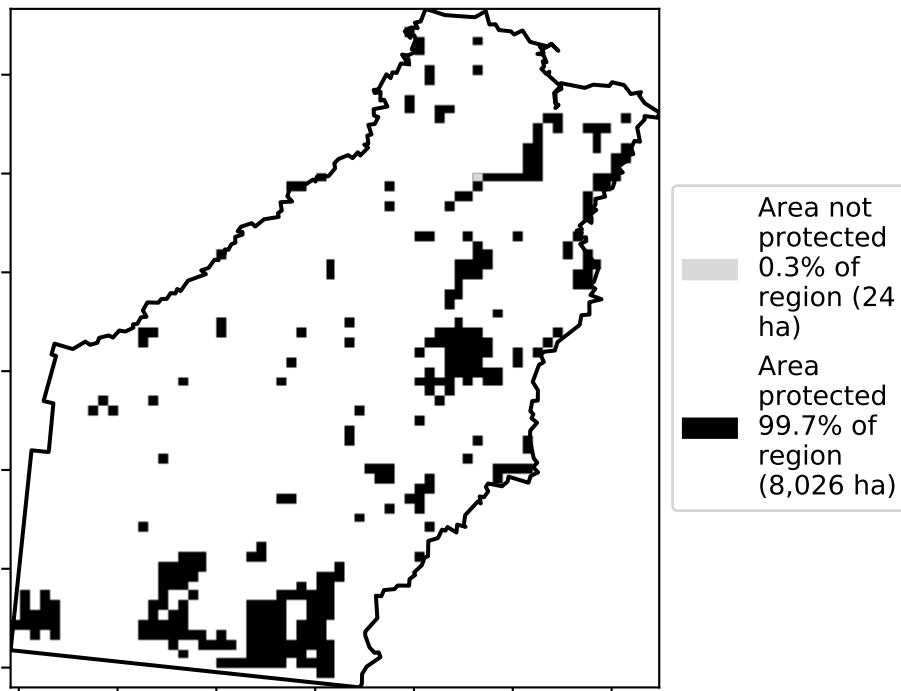 Area not
protected
0.3% of
region (24
ha)
Area
protected
99.7% of
region
(8,026 ha)